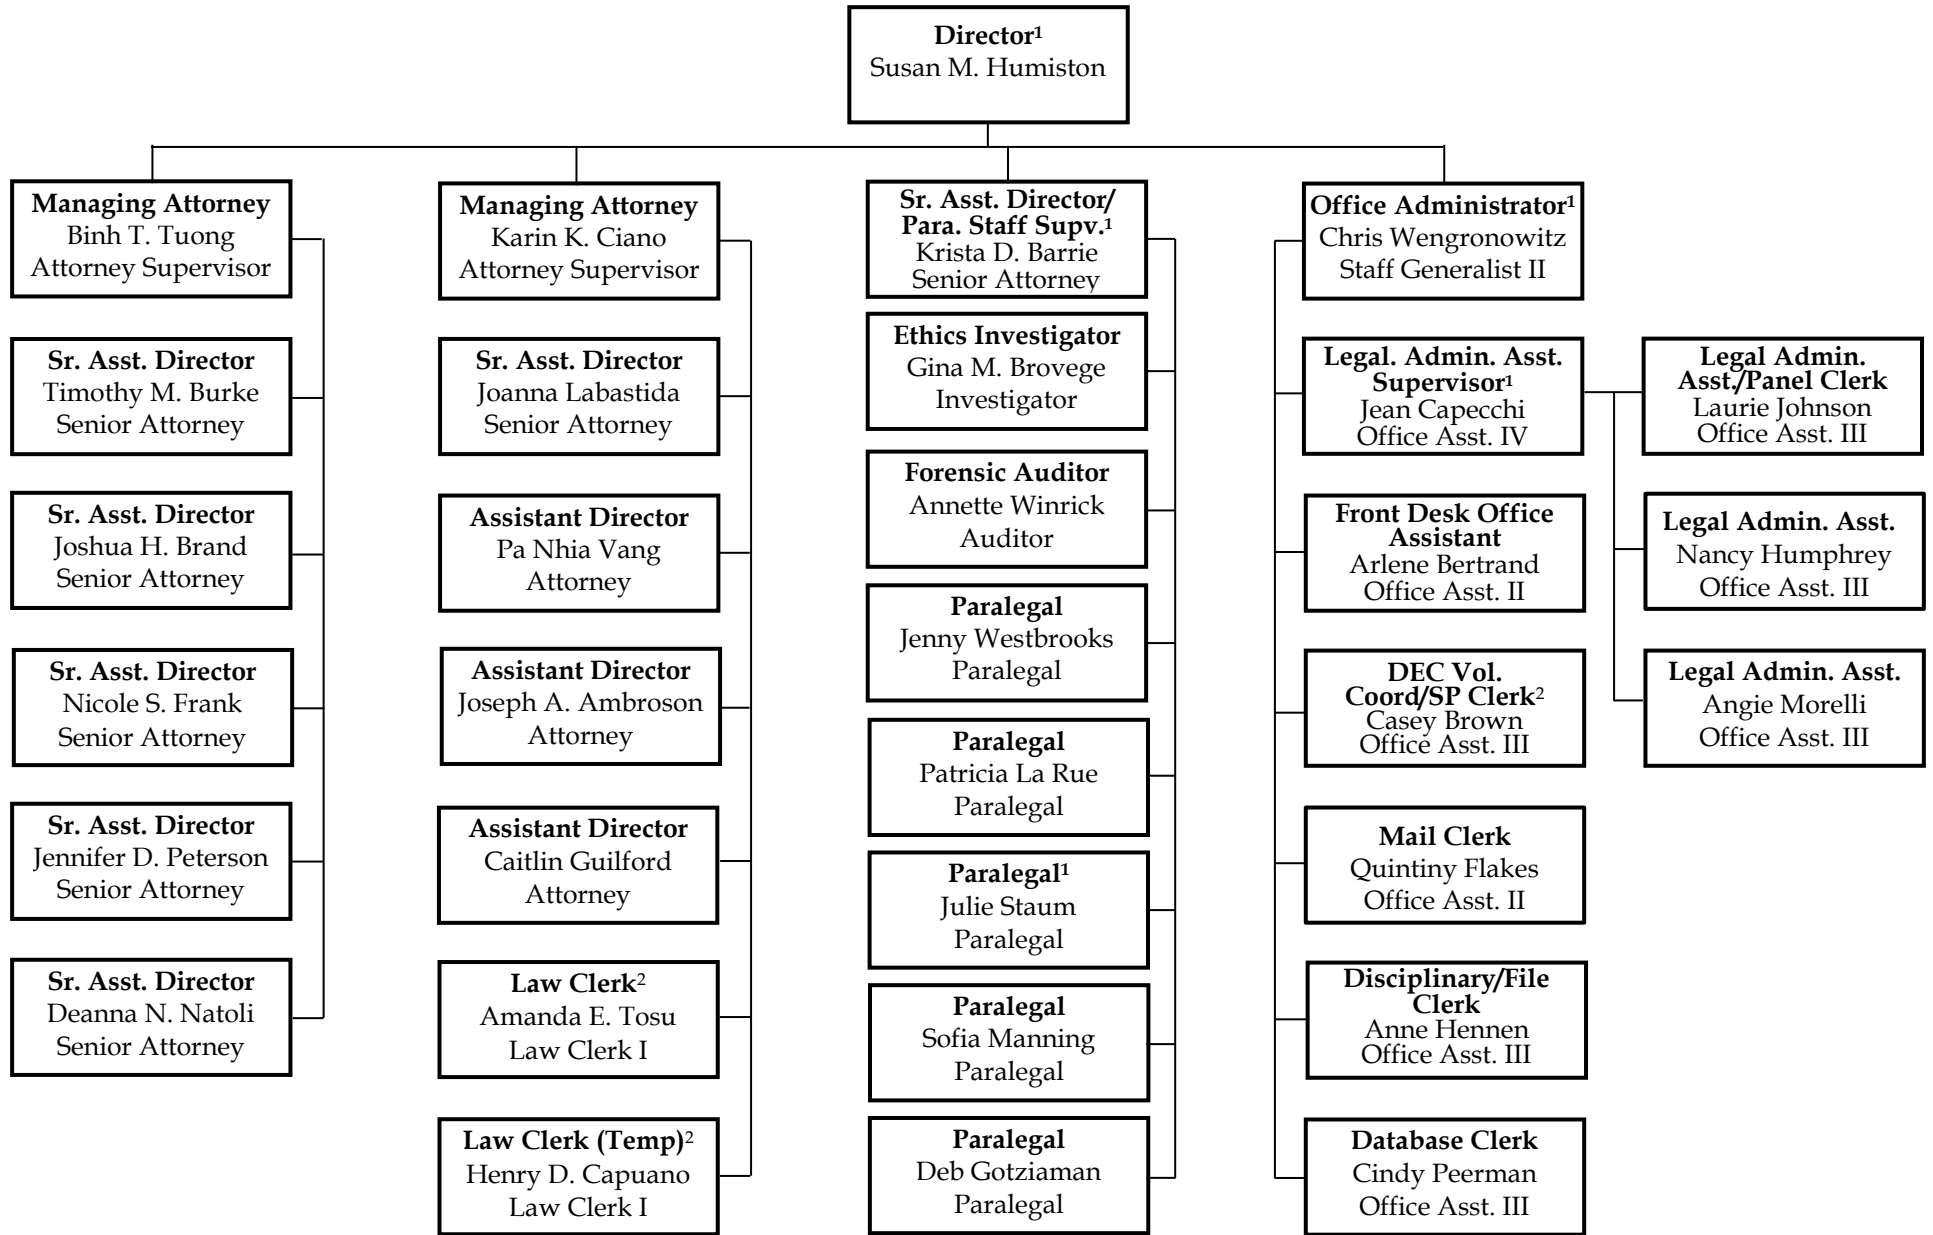 Director¹
Susan M. Humiston
Managing Attorney
Binh T. Tuong
Attorney Supervisor
Sr. Asst. Director
Timothy M. Burke
Senior Attorney
Sr. Asst. Director
Joshua H. Brand
Senior Attorney
Sr. Asst. Director
Nicole S. Frank
Senior Attorney
Sr. Asst. Director
Jennifer D. Peterson
Senior Attorney
Sr. Asst. Director
Deanna N. Natoli
Senior Attorney
Managing Attorney
Karin K. Ciano
Attorney Supervisor
Sr. Asst. Director
Joanna Labastida
Senior Attorney
Assistant Director
Pa Nhia Vang
Attorney
Assistant Director
Joseph A. Ambroson
Attorney
Assistant Director
Caitlin Guilford
Attorney
Law Clerk²
Amanda E. Tosu
Law Clerk I
Law Clerk (Temp)²
Henry D. Capuano
Law Clerk I
Sr. Asst. Director/
Para. Staff Supv.¹
Krista D. Barrie
Senior Attorney
Ethics Investigator
Gina M. Brovege
Investigator
Forensic Auditor
Annette Winrick
Auditor
Paralegal
Jenny Westbrooks
Paralegal
Paralegal
Patricia La Rue
Paralegal
Paralegal¹
Julie Staum
Paralegal
Paralegal
Sofia Manning
Paralegal
Paralegal
Deb Gotziaman
Paralegal
Office Administrator¹
Chris Wengronowitz
Staff Generalist II
Legal. Admin. Asst.
Supervisor¹
Jean Capecchi
Office Asst. IV
Front Desk Office
Assistant
Arlene Bertrand
Office Asst. II
DEC Vol.
Coord/SP Clerk²
Casey Brown
Office Asst. III
Mail Clerk
Quintiny Flakes
Office Asst. II
Disciplinary/File
Clerk
Anne Hennen
Office Asst. III
Database Clerk
Cindy Peerman
Office Asst. III
Legal Admin.
Asst./Panel Clerk
Laurie Johnson
Office Asst. III
Legal Admin. Asst.
Nancy Humphrey
Office Asst. III
Legal Admin. Asst.
Angie Morelli
Office Asst. III